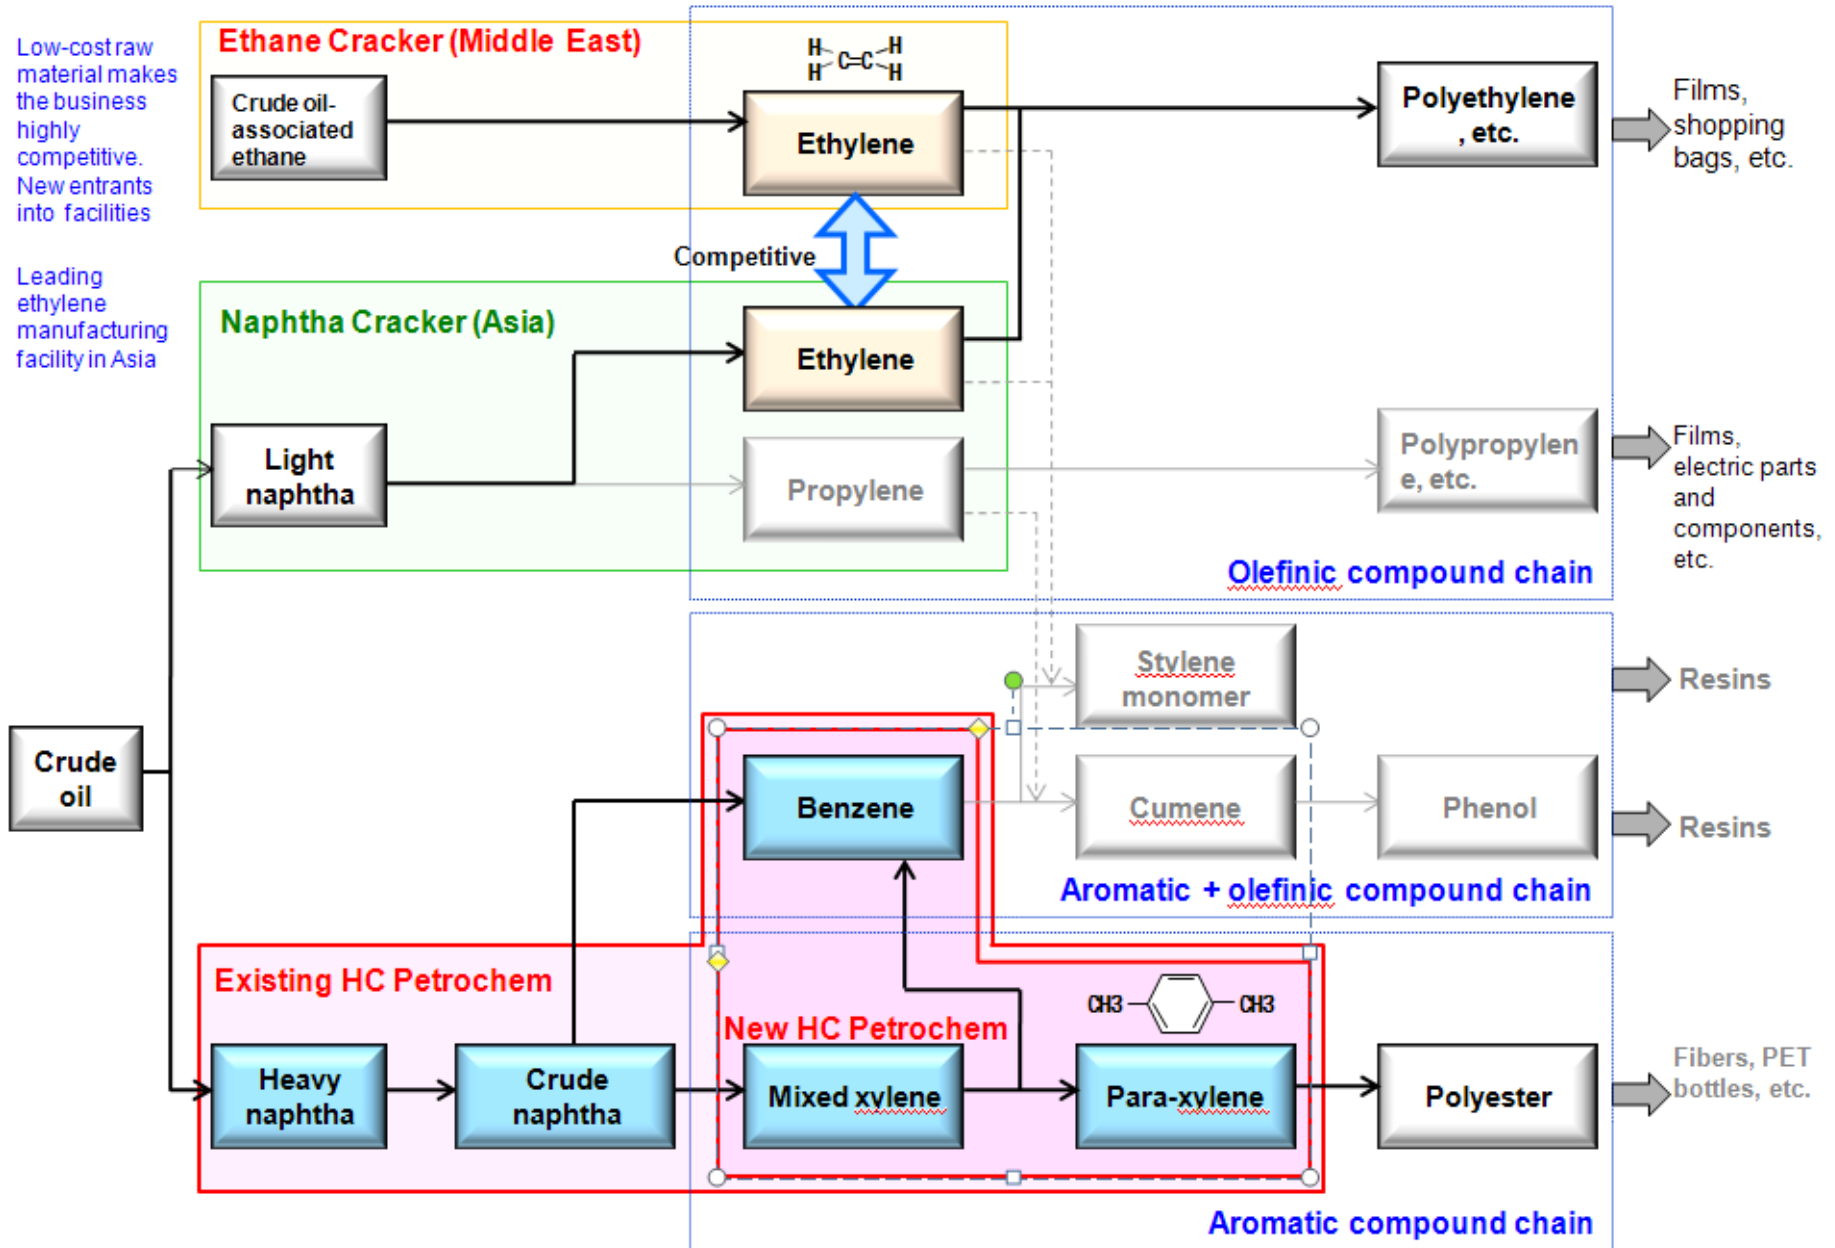 Low-cost raw
material makes
the business
highly
competitive.
New entrants
into facilities
Ethane Cracker (Middle East)
Crude oil-
associated
ethane
H
H
C=C
H
H
Ethylene
Polyethylene
, etc.
Films,
shopping
bags, etc.
Competitive
Leading
ethylene
manufacturing
facility in Asia
Naphtha Cracker (Asia)
Ethylene
Light
naphtha
Propylene
Polypropylen
e, etc.
Films,
electric parts
and
components,
etc.
Olefinic compound chain
Stylene
monomer
Resins
Crude
oil
Benzene
Cumene
Phenol
Resins
Aromatic + olefinic compound chain
Existing HC Petrochem
New HC Petrochem
CH3
CH3
Heavy
naphtha
Crude
naphtha
Mixed xylene
Para-xylene
Polyester
Fibers, PET
bottles, etc.
Aromatic compound chain